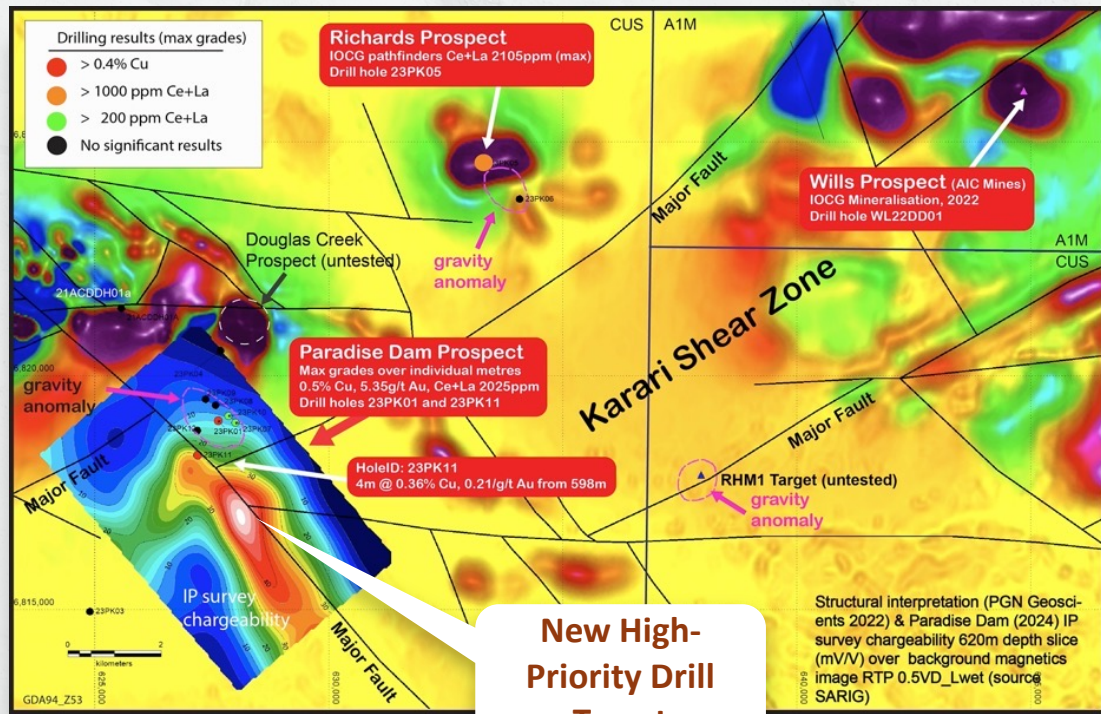 Drilling results (max grades)
> 0.4% Cu
> 1000 ppm Ce+La
> 200 ppm Ce+La
No significant results
Richards Prospect
IOCG pathfinders Ce+La 2105ppm (max)
Drill hole 23PK05
CUS
A1M
23PK06
gravity
anomaly
Major Fault
Wills Prospect (AIC Mines)
IOCG Mineralisation, 2022
Drill hole WL22DD01
A1M
CUS
Karari Shear Zone
Douglas Creek
Prospect (untested)
21ACDDH01a
21ACDDH01A
Paradise Dam Prospect
Max grades over individual metres
0.5% Cu, 5.35g/t Au, Ce+La 2025ppm
Drill holes 23PK01 and 23PK11
6,820,000
gravity
anomaly
23PK04
23PK08
23PK10
23PK01
23PK11
HoleID: 23PK11
4m @ 0.36% Cu, 0.21/g/t Au from 598m
Major Fault
Major Fault
RHM1 Target (untested)
gravity
anomaly
IP survey
chargeability
6,815,000
23PK03
0
2
kilometers
Major Fault
New High-
Priority Drill
Structural interpretation (PGN Geosci-
ents 2022) & Paradise Dam (2024) IP
survey chargeability 620m depth slice
(mV/V) over background magnetics
image RTP 0.5VD_Lwet (source
SARIG)
GDA94_Z53
625,000
630,000
640,000